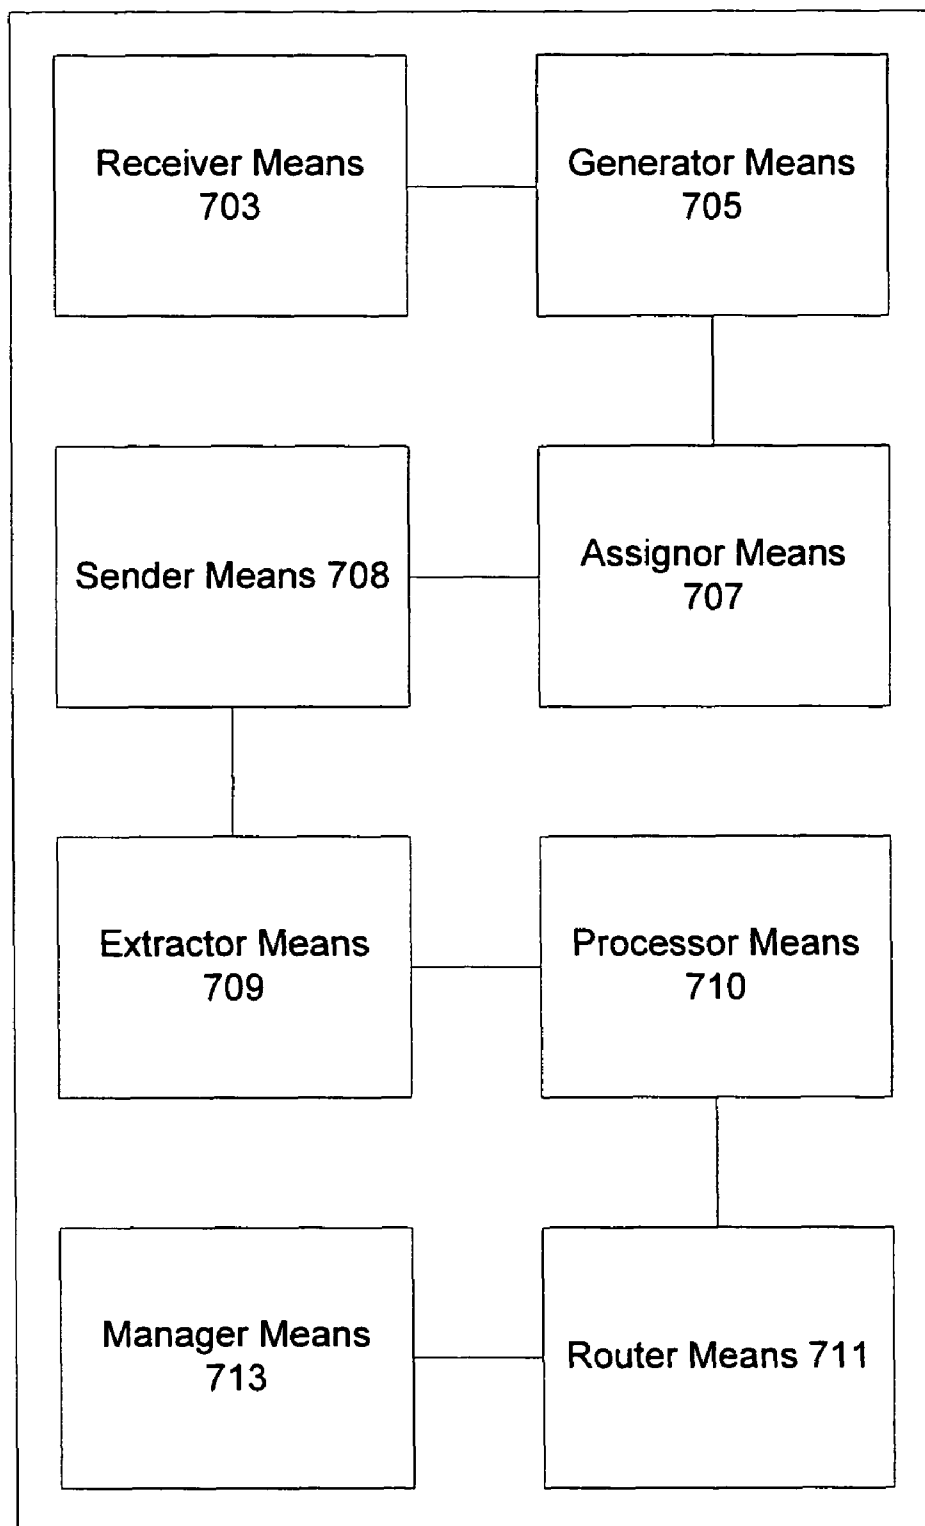 Receiver Means
703
Generator Means
705
Sender Means 708
Assignor Means
707
Extractor Means
709
Processor Means
710
Manager Means
713
Router Means 711